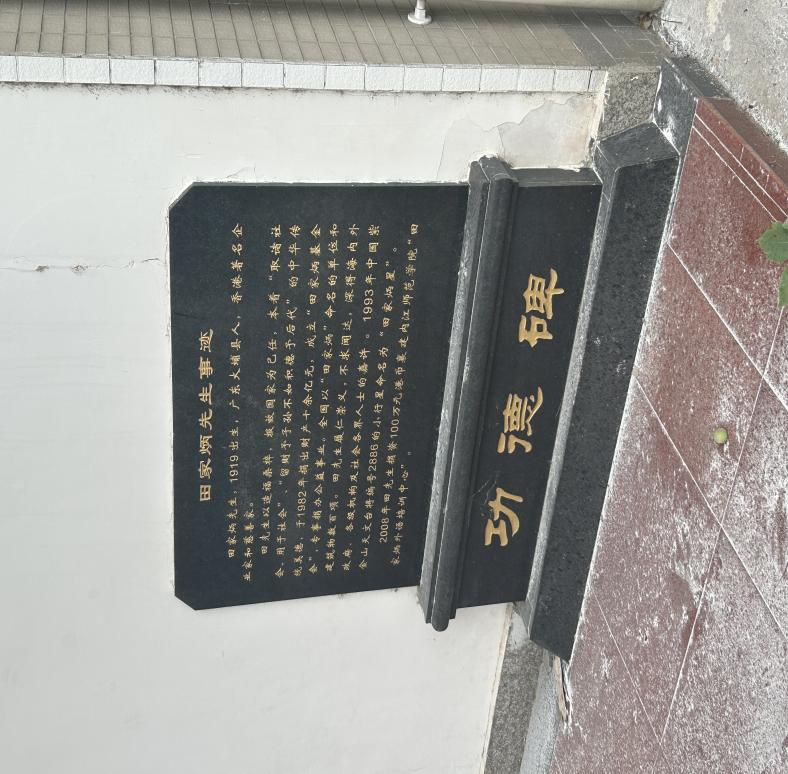 田家炳先生事迹
田家炳先生，1919出生，广东大埔县人，香港著名企
业家和慈善家。
田先生以造福桑梓，报效国家为己任，本着“取诸社
会、用于社会”、“留财予子孙不如积德予后代”的中华传
统美德，于1982年捐出财产十余亿元，成立“田家炳基金
会”，专事捐办公益事业。全国以“田家炳”命名的单位和
建筑物数百项。田先生履仁崇义，不求闻达，深得海内外
政府、各级机构及社会各界人士的嘉许 。1993年中国紫
金山天文台将编号2886的小行星命名为“田家炳星”。
2008年田先生捐资100万元港币襄建内江师范学院“田
家炳外语培训中心”。
功德碑